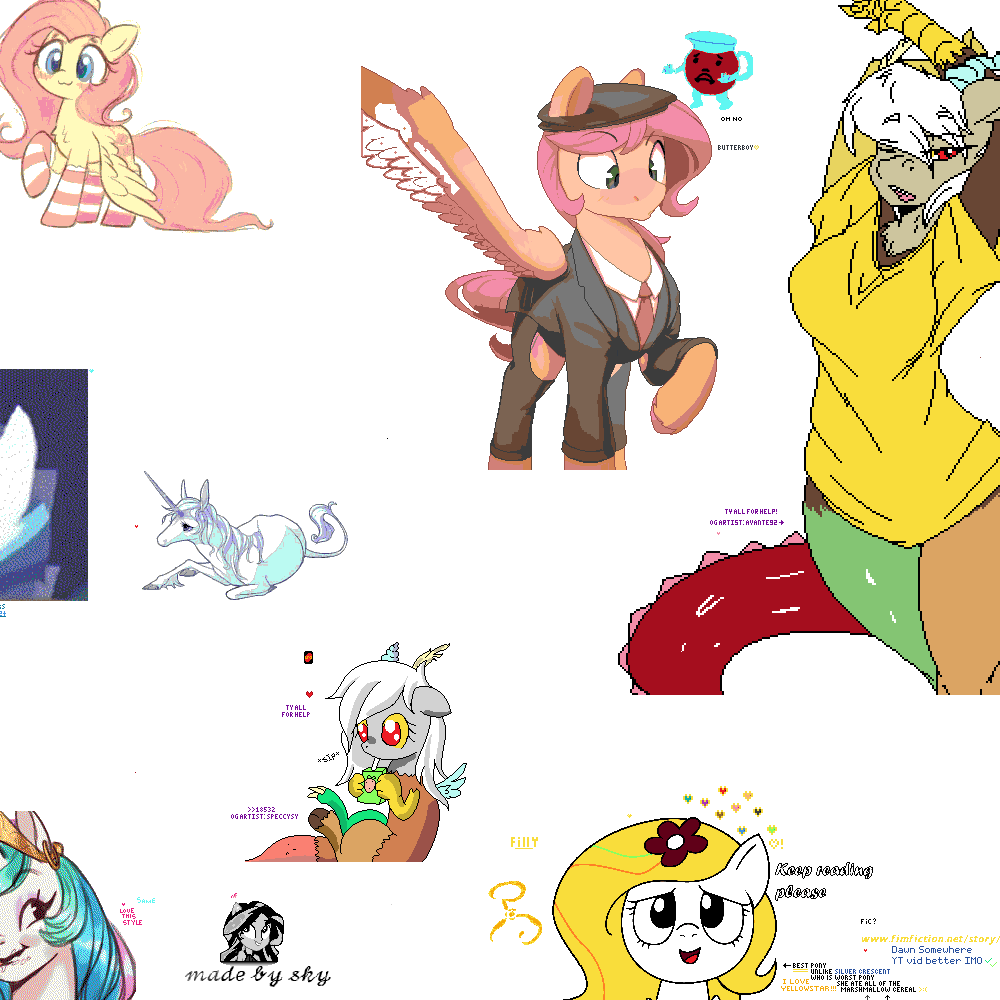 OH NO
BUTTERBOY
TY ALL FOR HELP!
OG ARTIST: AVANTE92
TY ALL
FOR HELP
*SIP*
>>18532
OG ARTIST: SPECCYSY
LOVE
THIS
STYLE
made by sky
FillY
Keep reading
please
FiC?
www.fimfiction.net/story/
Dawn Somewhere
YT vid better IMO
BEST PONY
UNLIKE SILVER CRESCENT
WHO IS WORST PONY
I LOVE
YELLOWSTAR!!!
SHE ATE ALL OF THE
MARSHMALLOW CEREAL